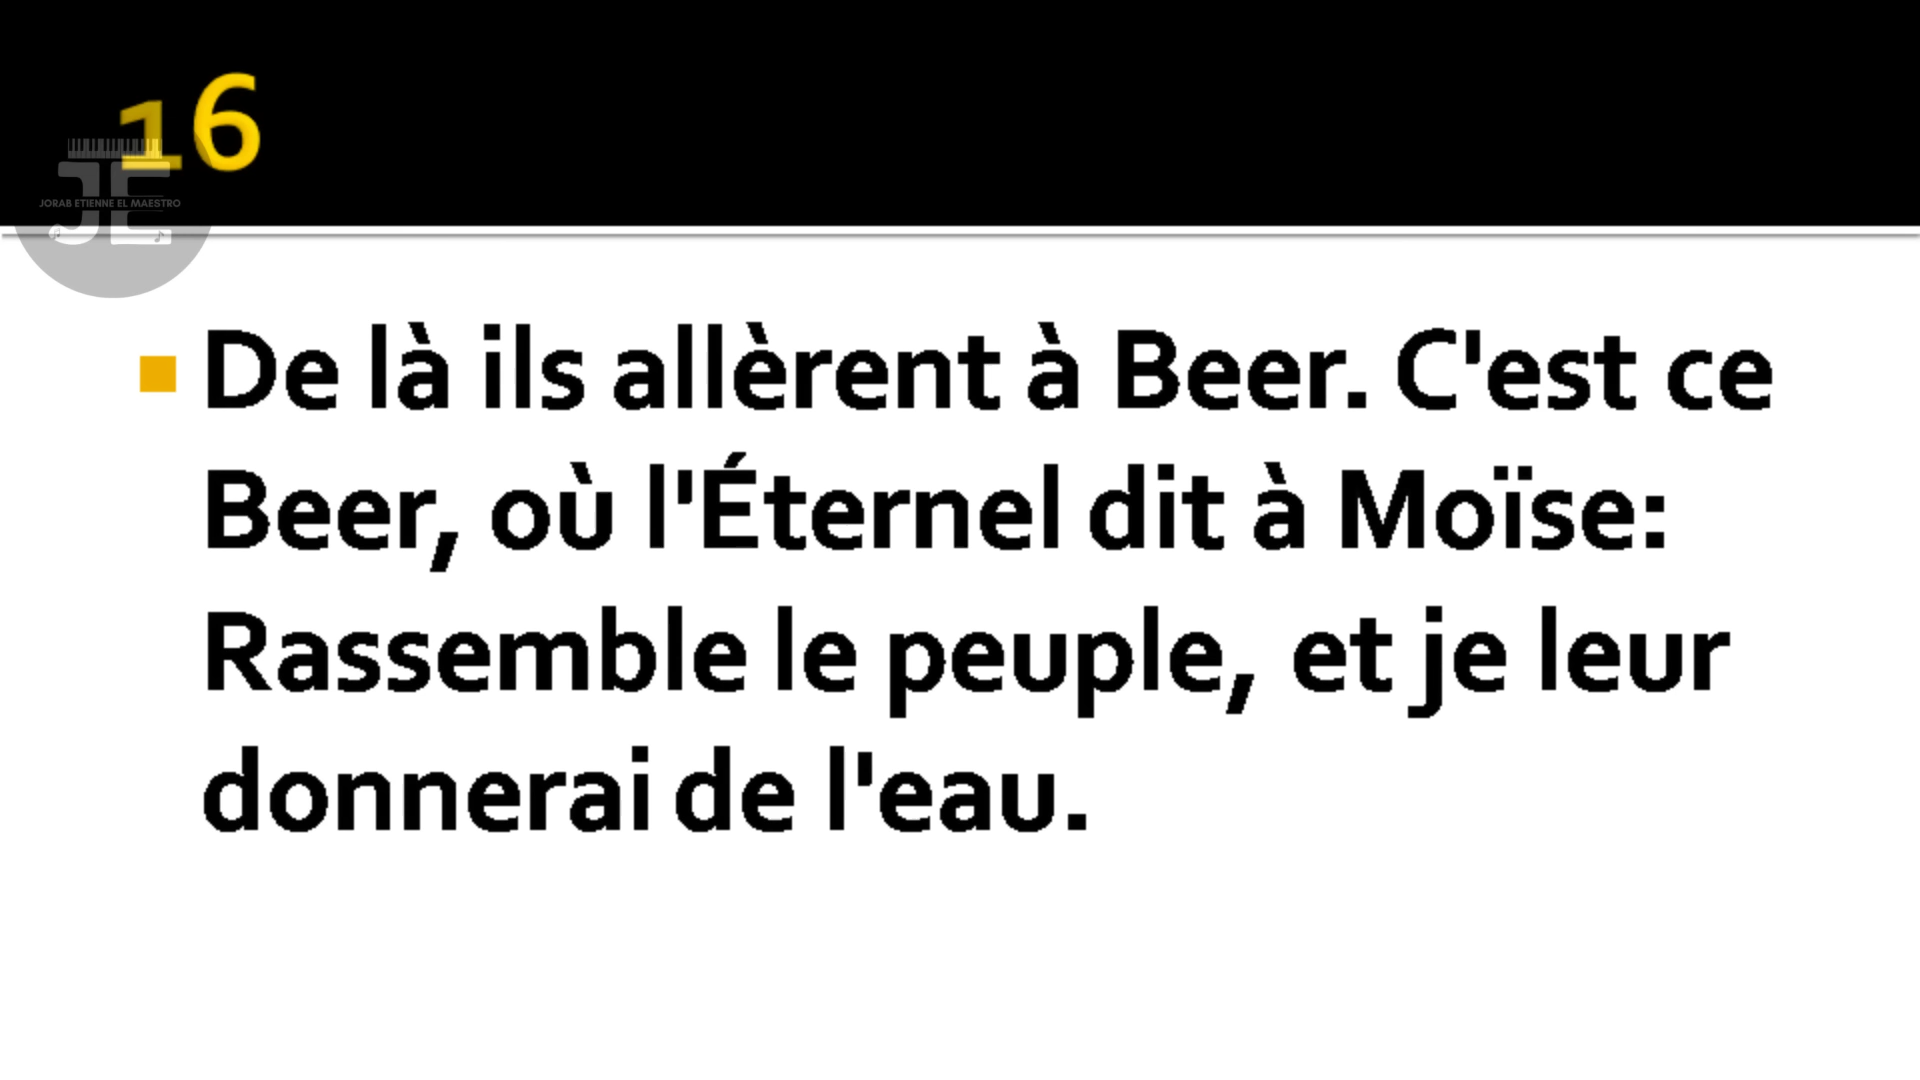 16
JE
JORAB ETIENNE EL MAESTRO
De là ils allèrent à Beer. C'est ce
Beer, où l'Éternel dit à Moïse:
Rassemble le peuple, et je leur
donnerai de l'eau.